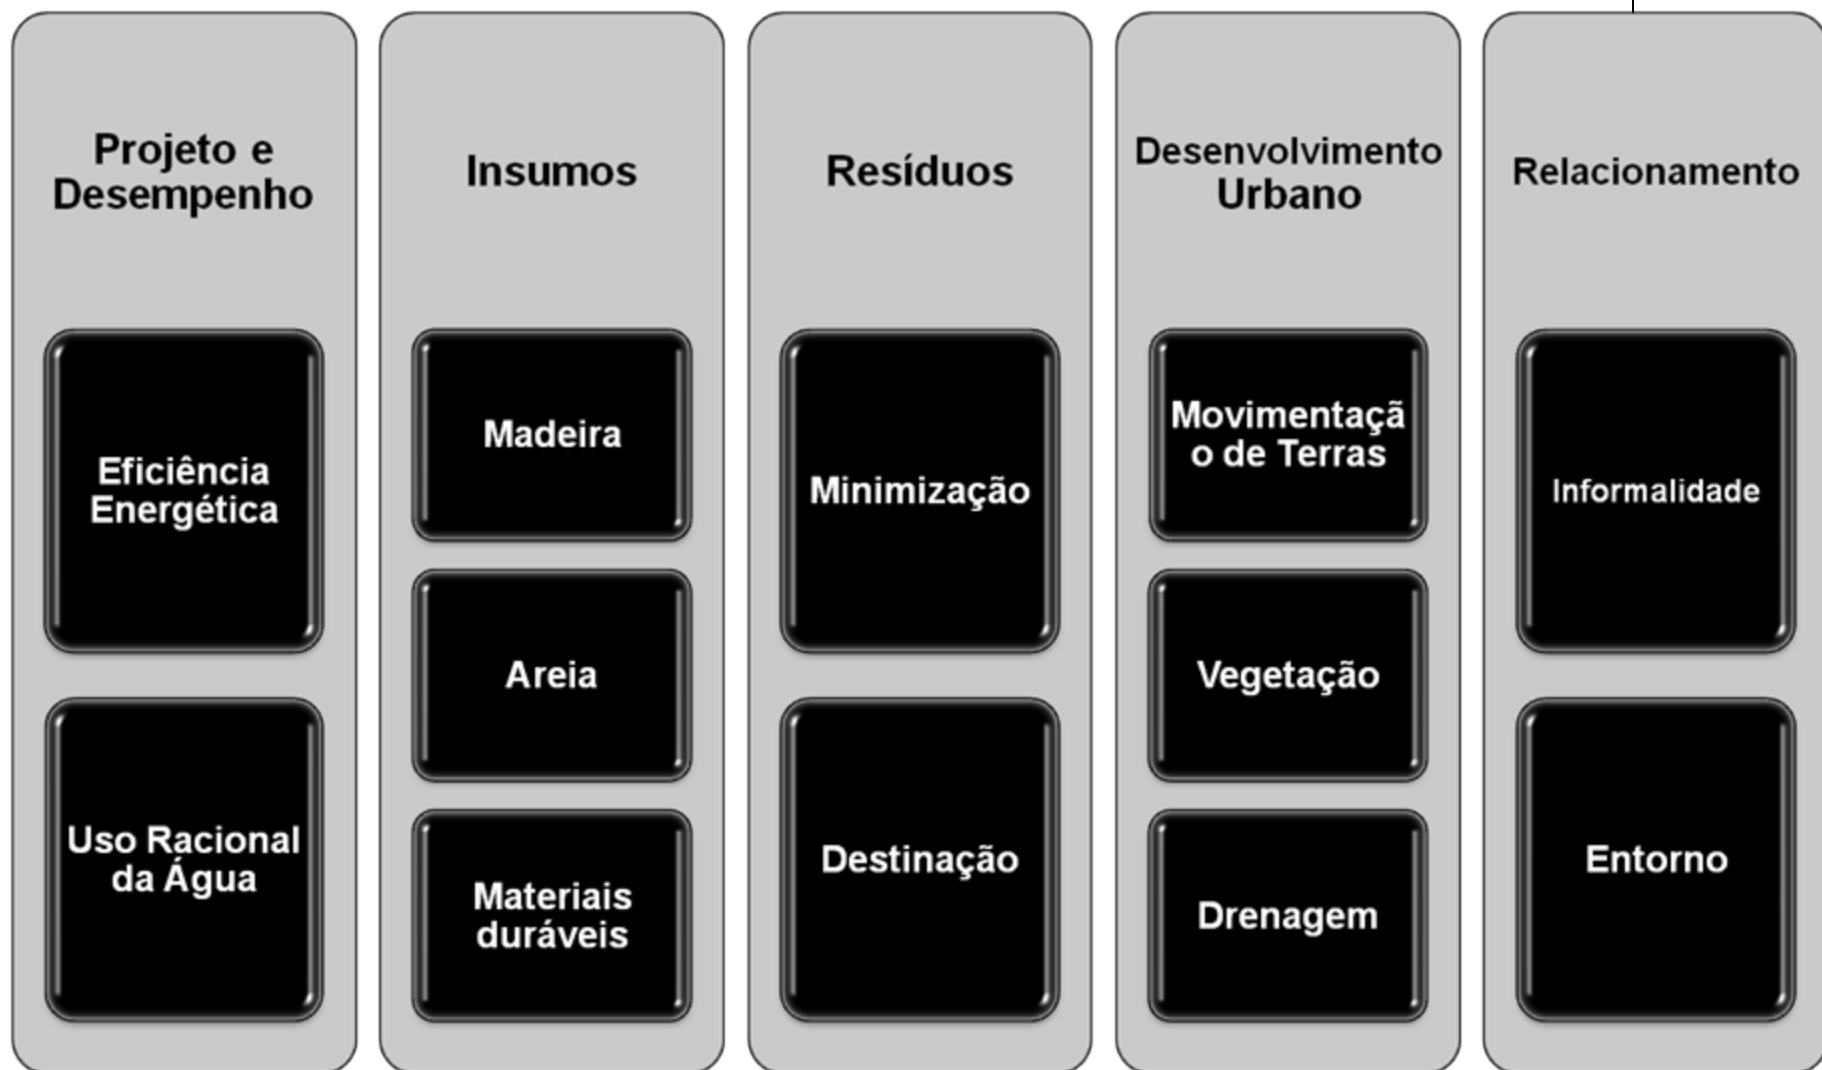 Projeto e
Desempenho
Eficiência
Energética
Uso Racional
da Água
Insumos
Madeira
Areia
Materiais
duráveis
Resíduos
Minimização
Destinação
Desenvolvimento
Urbano
Movimentaçã
o de Terras
Vegetação
Drenagem
Relacionamento
Informalidade
Entorno